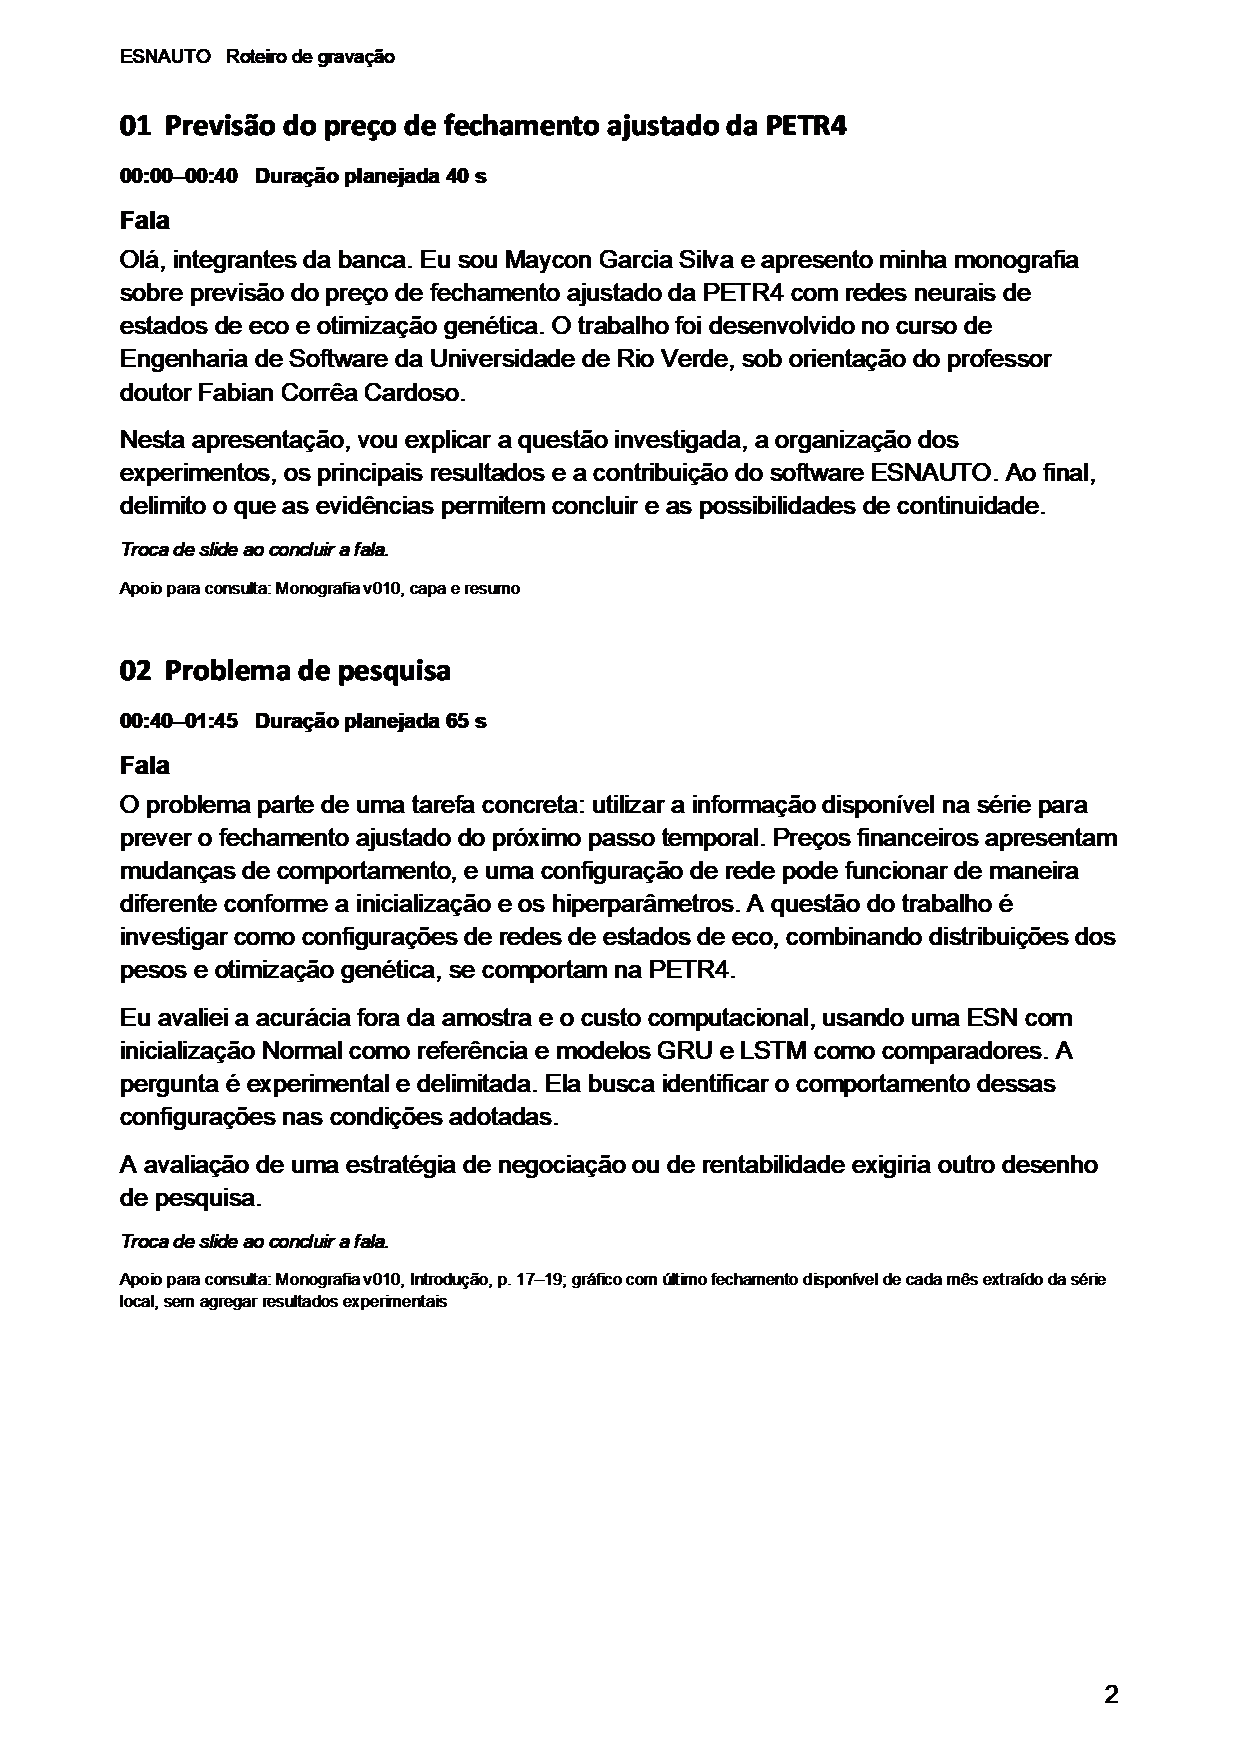 ESNAUTO Roteiro de gravação
01 Previsão do preço de fechamento ajustado da PETR4
00:00–00:40 Duração planejada 40 s
Fala
Olá, integrantes da banca. Eu sou Maycon Garcia Silva e apresento minha monografia
sobre previsão do preço de fechamento ajustado da PETR4 com redes neurais de
estados de eco e otimização genética. O trabalho foi desenvolvido no curso de
Engenharia de Software da Universidade de Rio Verde, sob orientação do professor
doutor Fabian Corrêa Cardoso.
Nesta apresentação, vou explicar a questão investigada, a organização dos
experimentos, os principais resultados e a contribuição do software ESNAUTO. Ao final,
delimito o que as evidências permitem concluir e as possibilidades de continuidade.
Troca de slide ao concluir a fala.
Apoio para consulta: Monografia v010, capa e resumo
02 Problema de pesquisa
00:40–01:45 Duração planejada 65 s
Fala
O problema parte de uma tarefa concreta: utilizar a informação disponível na série para
prever o fechamento ajustado do próximo passo temporal. Preços financeiros apresentam
mudanças de comportamento, e uma configuração de rede pode funcionar de maneira
diferente conforme a inicialização e os hiperparâmetros. A questão do trabalho é
investigar como configurações de redes de estados de eco, combinando distribuições dos
pesos e otimização genética, se comportam na PETR4.
Eu avaliei a acurácia fora da amostra e o custo computacional, usando uma ESN com
inicialização Normal como referência e modelos GRU e LSTM como comparadores. A
pergunta é experimental e delimitada. Ela busca identificar o comportamento dessas
configurações nas condições adotadas.
A avaliação de uma estratégia de negociação ou de rentabilidade exigiria outro desenho
de pesquisa.
Troca de slide ao concluir a fala.
Apoio para consulta: Monografia v010, Introdução, p. 17–19; gráfico com último fechamento disponível de cada mês extraído da série
local, sem agregar resultados experimentais
2